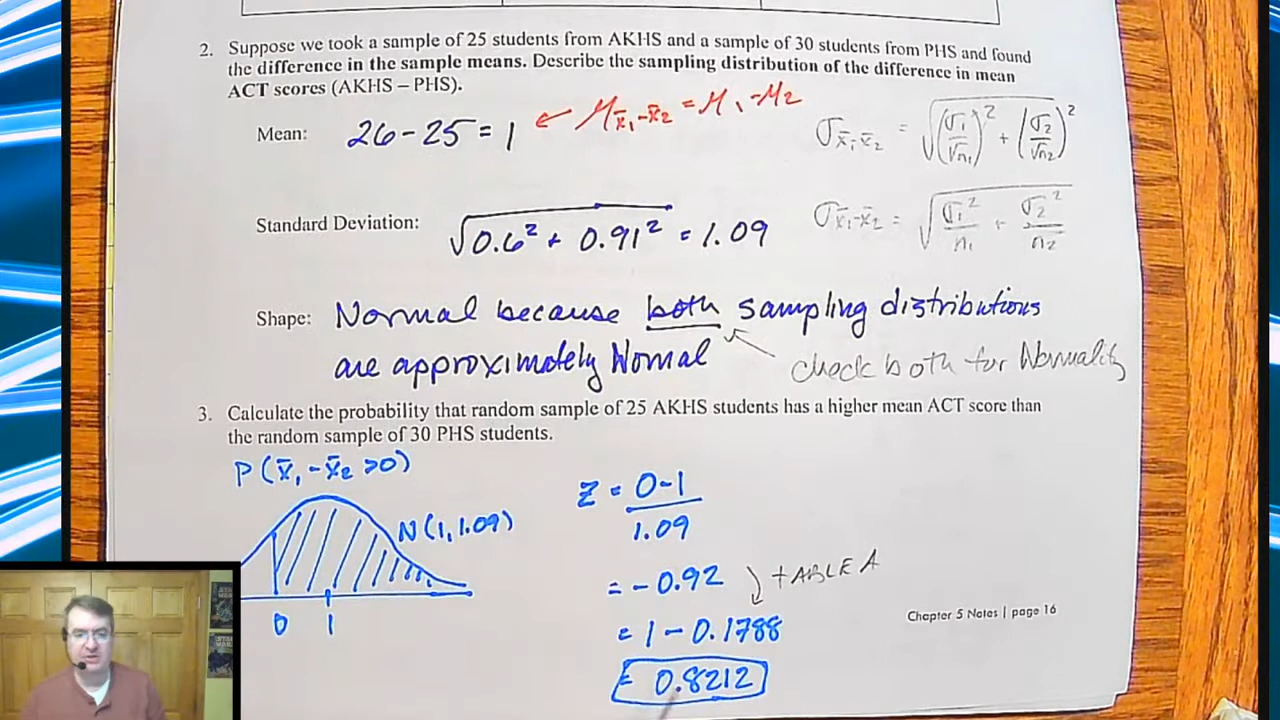 2. Suppose we took a sample of 25 students from AKHS and a sample of 30 students from PHS and found
the difference in the sample means. Describe the sampling distribution of the difference in mean
ACT scores (AKHS – PHS).
Mean: 26-25 = 1 ← μx̄₁-x̄₂ = μ₁-μ₂
σx̄₁-x̄₂ = √((σ₁/√n₁)² + (σ₂/√n₂)²)
Standard Deviation: √(0.6² + 0.91²) = 1.09
σx̄₁-x̄₂ = √(σ₁²/n₁ + σ₂²/n₂)
Shape: Normal because both sampling distributions
are approximately Normal
check both for Normality
3. Calculate the probability that random sample of 25 AKHS students has a higher mean ACT score than
the random sample of 30 PHS students.
P(x̄₁-x̄₂ >0)
N(1, 1.09)
0 1
Z = 0-1
1.09
= -0.92 TABLE A
= 1 - 0.1788
= 0.8212
Chapter 5 Notes | page 16